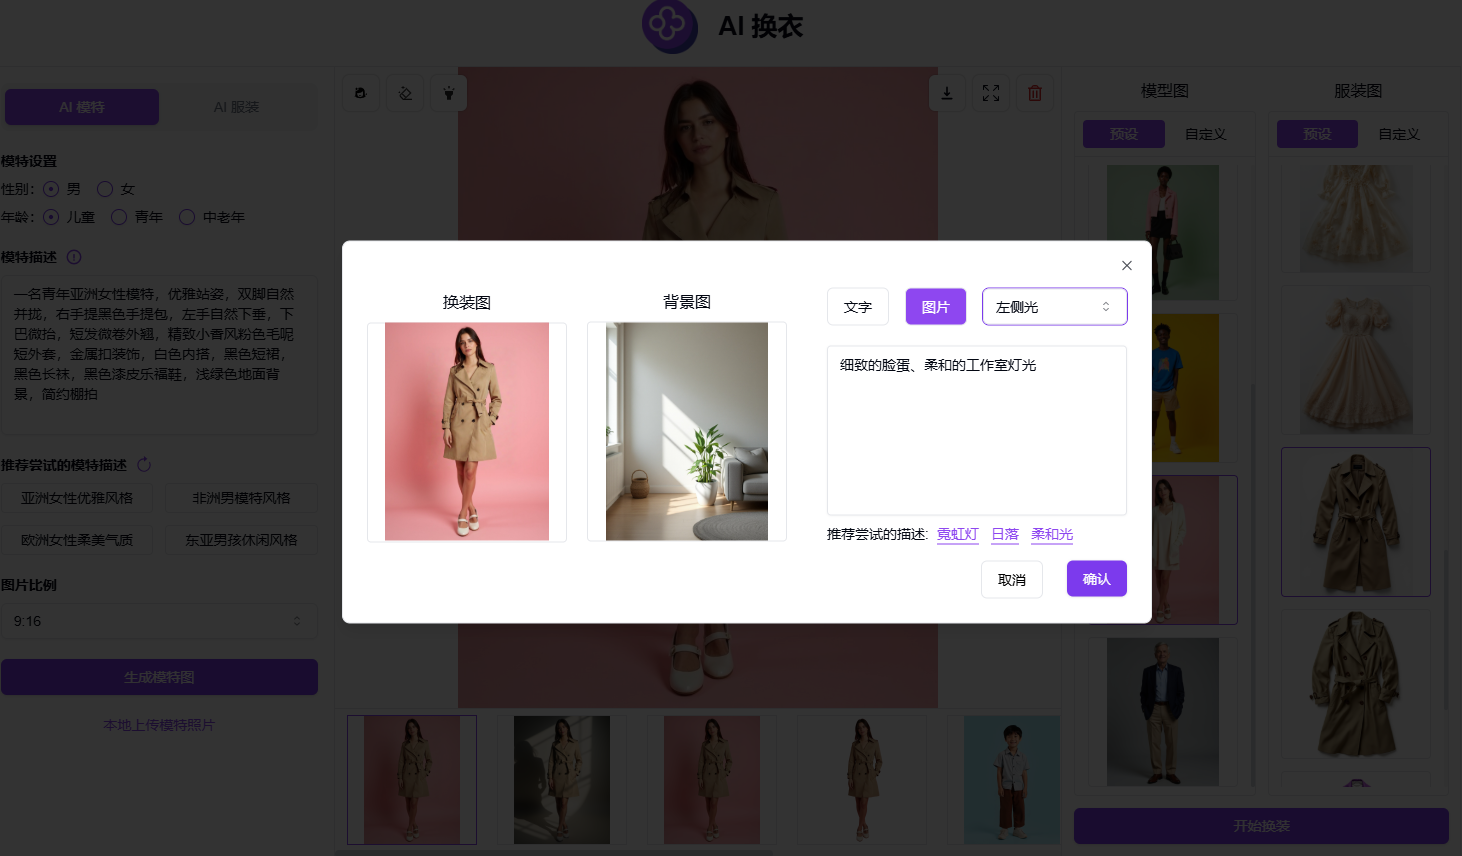 AI 换衣
AI 模特
AI 服装
模特设置
性别: 男 女
年龄: 儿童 青年 中老年
模特描述
一名青年亚洲女性模特，优雅站姿，双脚自然
并拢，右手提黑色手提包，左手自然下垂，下
巴微抬，短发微卷外翘，精致小香风粉色毛呢
短外套，金属扣装饰，白色内搭，黑色短裙，
黑色长袜，黑色漆皮乐福鞋，浅绿色地面背
景，简约棚拍
推荐尝试的模特描述
亚洲女性优雅风格
非洲男模特风格
欧洲女性柔美气质
东亚男孩休闲风格
图片比例
9:16
生成模特图
本地上传模特照片
换装图
背景图
文字
图片
左侧光
细致的脸蛋、柔和的工作室灯光
推荐尝试的描述: 霓虹灯 日落 柔和光
取消
确认
模型图
预设
自定义
服装图
预设
自定义
开始换装